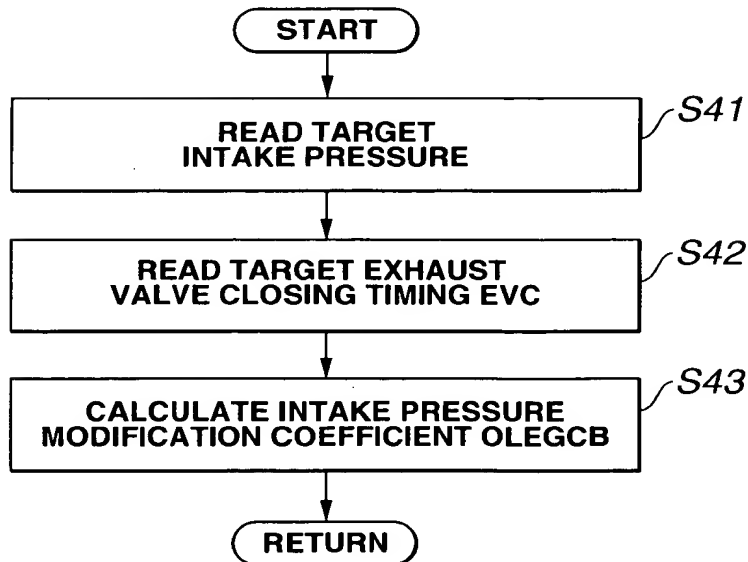 START
READ TARGET
INTAKE PRESSURE
S41
READ TARGET EXHAUST
VALVE CLOSING TIMING EVC
S42
CALCULATE INTAKE PRESSURE
MODIFICATION COEFFICIENT OLEGCB
S43
RETURN